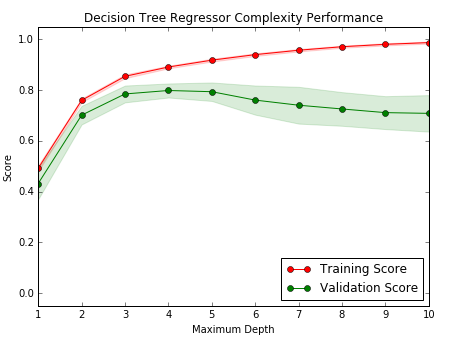 Decision Tree Regressor Complexity Performance
Score
1.0
0.8
0.6
0.4
0.2
0.0
Training Score
Validation Score
1 2 3 4 5 6 7 8 9 10
Maximum Depth